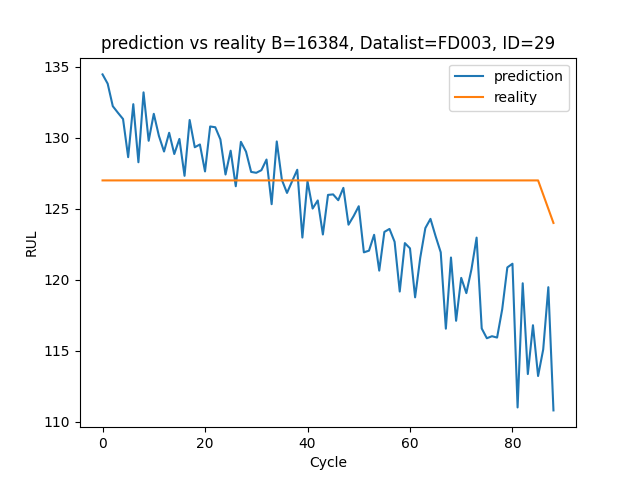 prediction vs reality B=16384, Datalist=FD003, ID=29
prediction
reality
RUL
135
130
125
120
115
110
0 20 40 60 80
Cycle